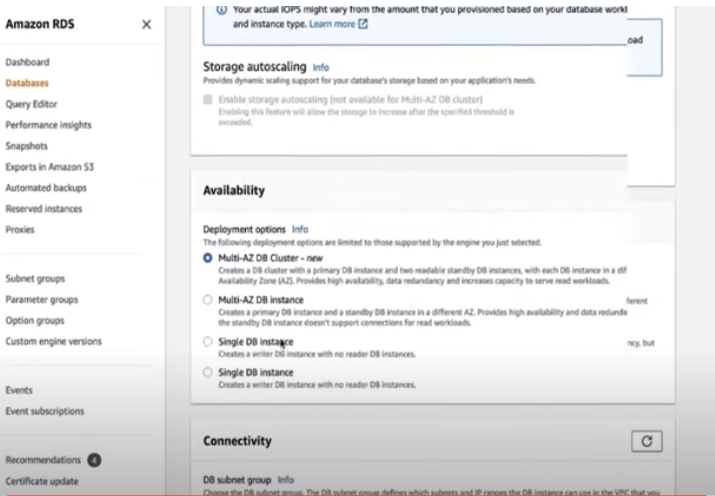 Amazon RDS
Dashboard
Databases
Query Editor
Performance insights
Snapshots
Exports in Amazon S3
Automated backups
Reserved instances
Proxies
Subnet groups
Parameter groups
Option groups
Custom engine versions
Events
Event subscriptions
Recommendations 4
Certificate update
Your actual IOPS might vary from the amount that you provisioned based on your database workl
and instance type. Learn more
oad
Storage autoscaling Info
Provides dynamic scaling support for your database's storage based on your application's needs.
Enable storage autoscaling (not available for Multi-AZ DB cluster)
Enabling this feature will allow the storage to increase after the specified threshold is
exceeded.
Availability
Deployment options Info
The following deployment options are limited to those supported by the engine you just selected.
Multi-AZ DB Cluster - new
Creates a DB cluster with a primary DB instance and two readable standby DB instances, with each DB instance in a dif
Availability Zone (AZ). Provides high availability, data redundancy and increases capacity to serve read workloads.
Multi-AZ DB instance
ferent
Creates a primary DB instance and a standby DB instance in a different AZ. Provides high availability and data redunda
the standby DB instance doesn't support connections for read workloads.
Single DB instance
ncy, but
Creates a writer DB instance with no reader DB instances.
Single DB instance
Creates a writer DB instance with no reader DB instances.
Connectivity
DB subnet group Info
Choose the DB subnet group. The DB subnet group defines which subnets and IP ranges the DB instance can use in the VPC that you